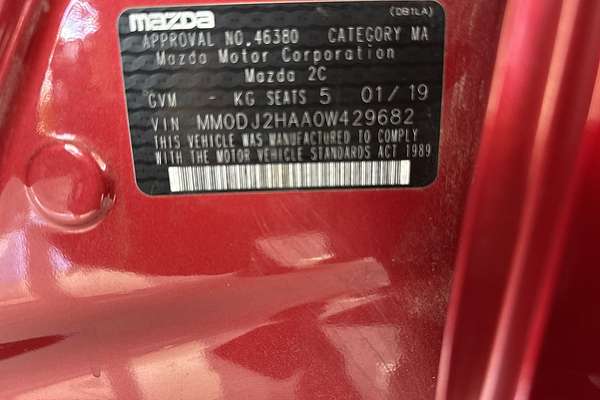 mazda (DB1LA)
APPROVAL NO.46380 CATEGORY MA
Mazda Motor Corporation
Mazda 2C
GVM - KG SEATS 5 01/19
VIN MM0DJ2HAA0W429682
THIS VEHICLE WAS MANUFACTURED TO COMPLY
WITH THE MOTOR VEHICLE STANDARDS ACT 1989